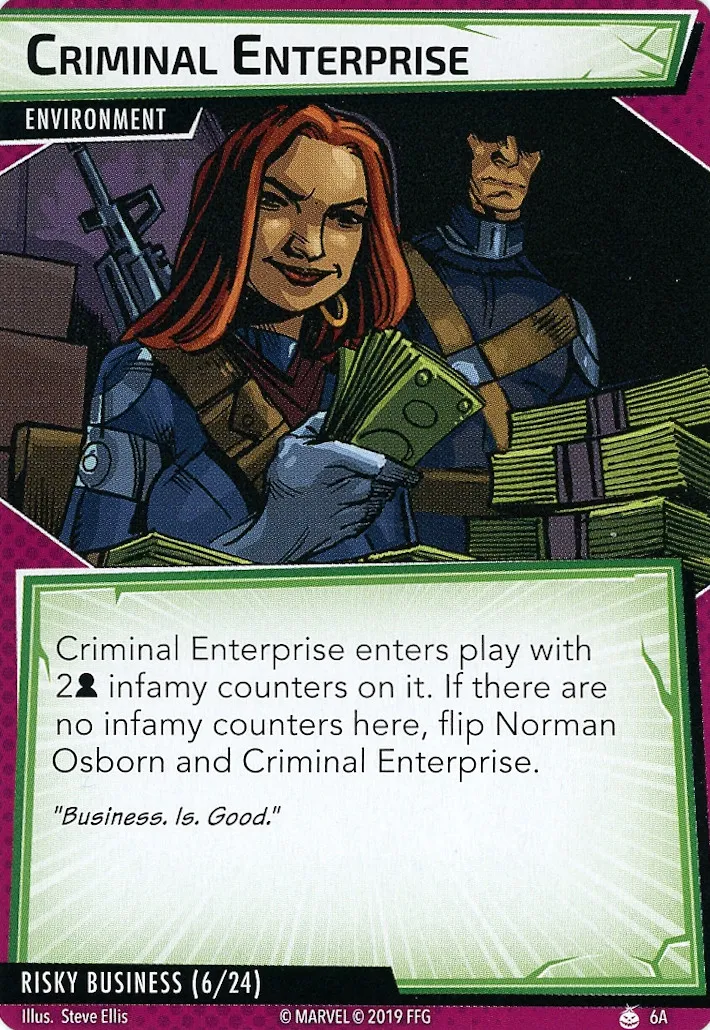 CRIMINAL ENTERPRISE
ENVIRONMENT
Criminal Enterprise enters play with
2 infamy counters on it. If there are
no infamy counters here, flip Norman
Osborn and Criminal Enterprise.
"Business. Is. Good."
RISKY BUSINESS (6/24)
Illus. Steve Ellis
© MARVEL © 2019 FFG
6A